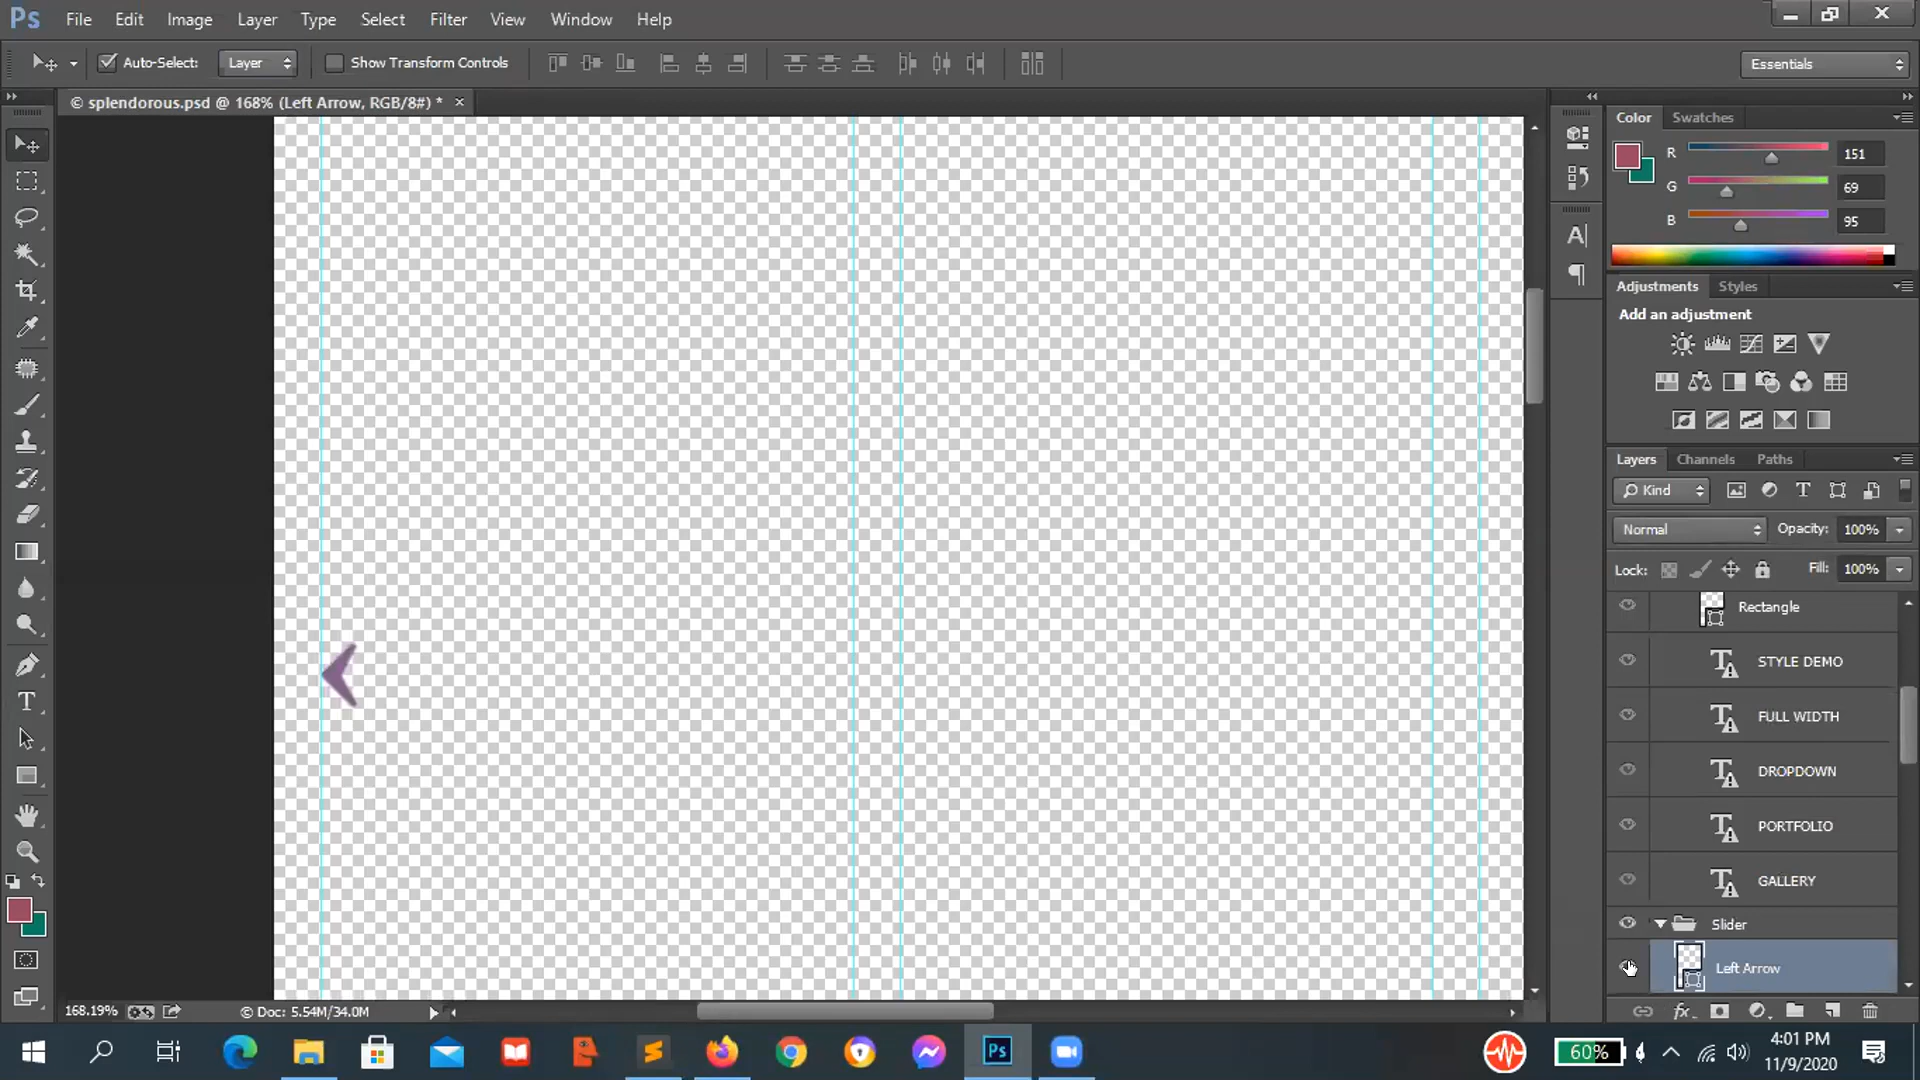 Ps File Edit Image Layer Type Select Filter View Window Help
Auto-Select: Layer Show Transform Controls Essentials
© splendorous.psd @ 168% (Left Arrow, RGB/8#) * ×
Color Swatches
R 151
G 69
B 95
Adjustments Styles
Add an adjustment
Layers Channels Paths
Kind
Normal Opacity: 100%
Lock: Fill: 100%
Rectangle
STYLE DEMO
FULL WIDTH
DROPDOWN
PORTFOLIO
GALLERY
Slider
Left Arrow
168.19% © Doc: 5.54M/34.0M
Ps 60% 4:01 PM
11/9/2020